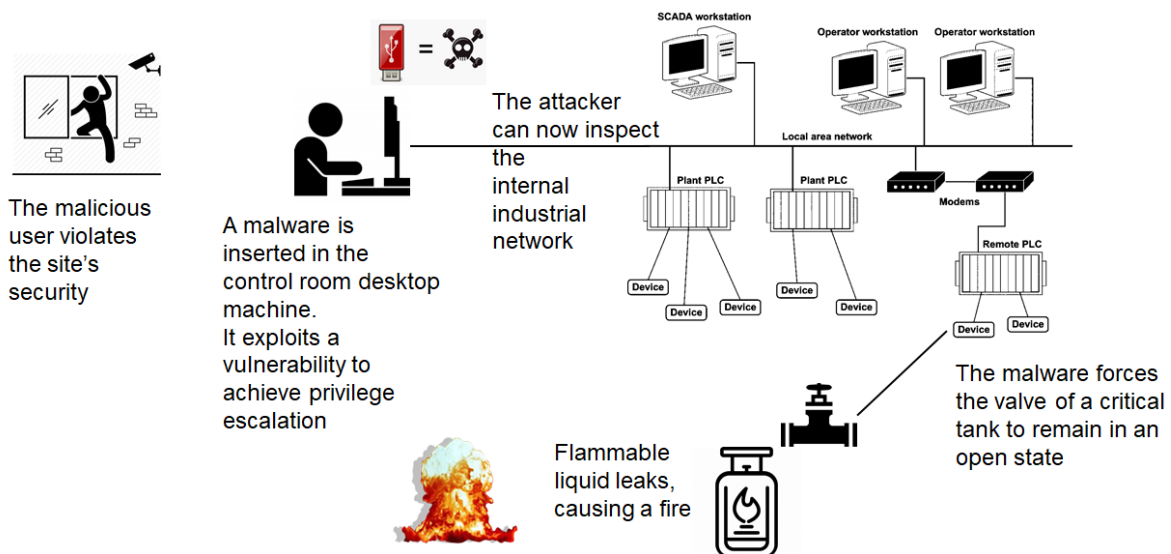 The malicious
user violates
the site's
security
A malware is
inserted in the
control room desktop
machine.
It exploits a
vulnerability to
achieve privilege
escalation
=
The attacker
can now inspect
the
internal
industrial
network
SCADA workstation
Operator workstation
Operator workstation
Local area network
Plant PLC
Plant PLC
Modems
Remote PLC
Device
Device
Device
Device
Device
Device
Device
The malware forces
the valve of a critical
tank to remain in an
open state
Flammable
liquid leaks,
causing a fire